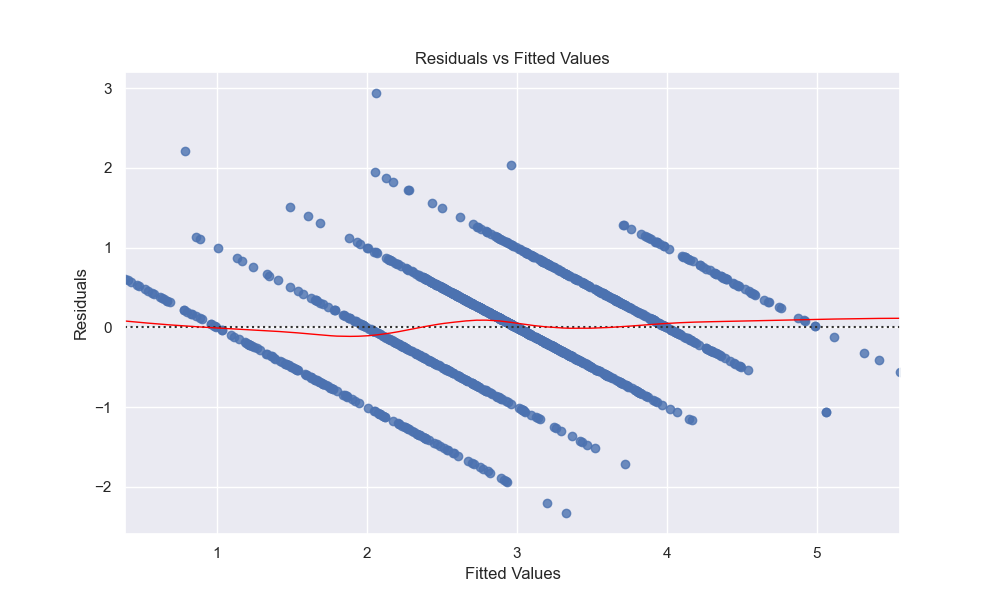 Residuals vs Fitted Values
3
2
1
0
−1
−2
Residuals
1 2 3 4 5
Fitted Values